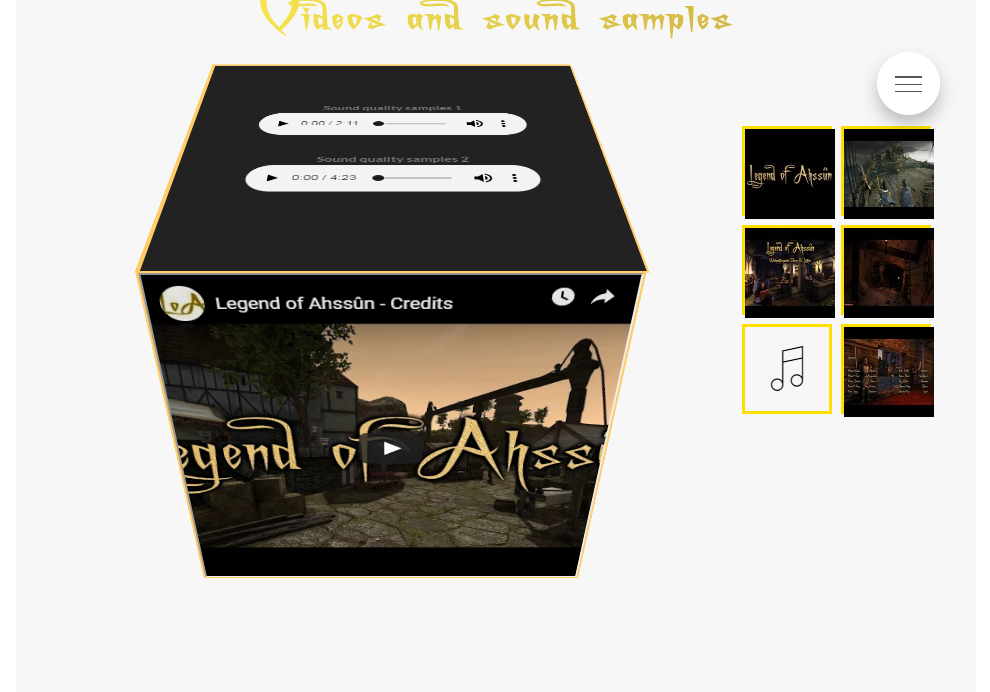 Videos and sound samples
Sound quality samples 1
0:00 / 2:11
Sound quality samples 2
0:00 / 4:23
LoA
Legend of Ahssûn - Credits
egend of Ahss
Legend of Ahssûn
Legend of Ahssûn